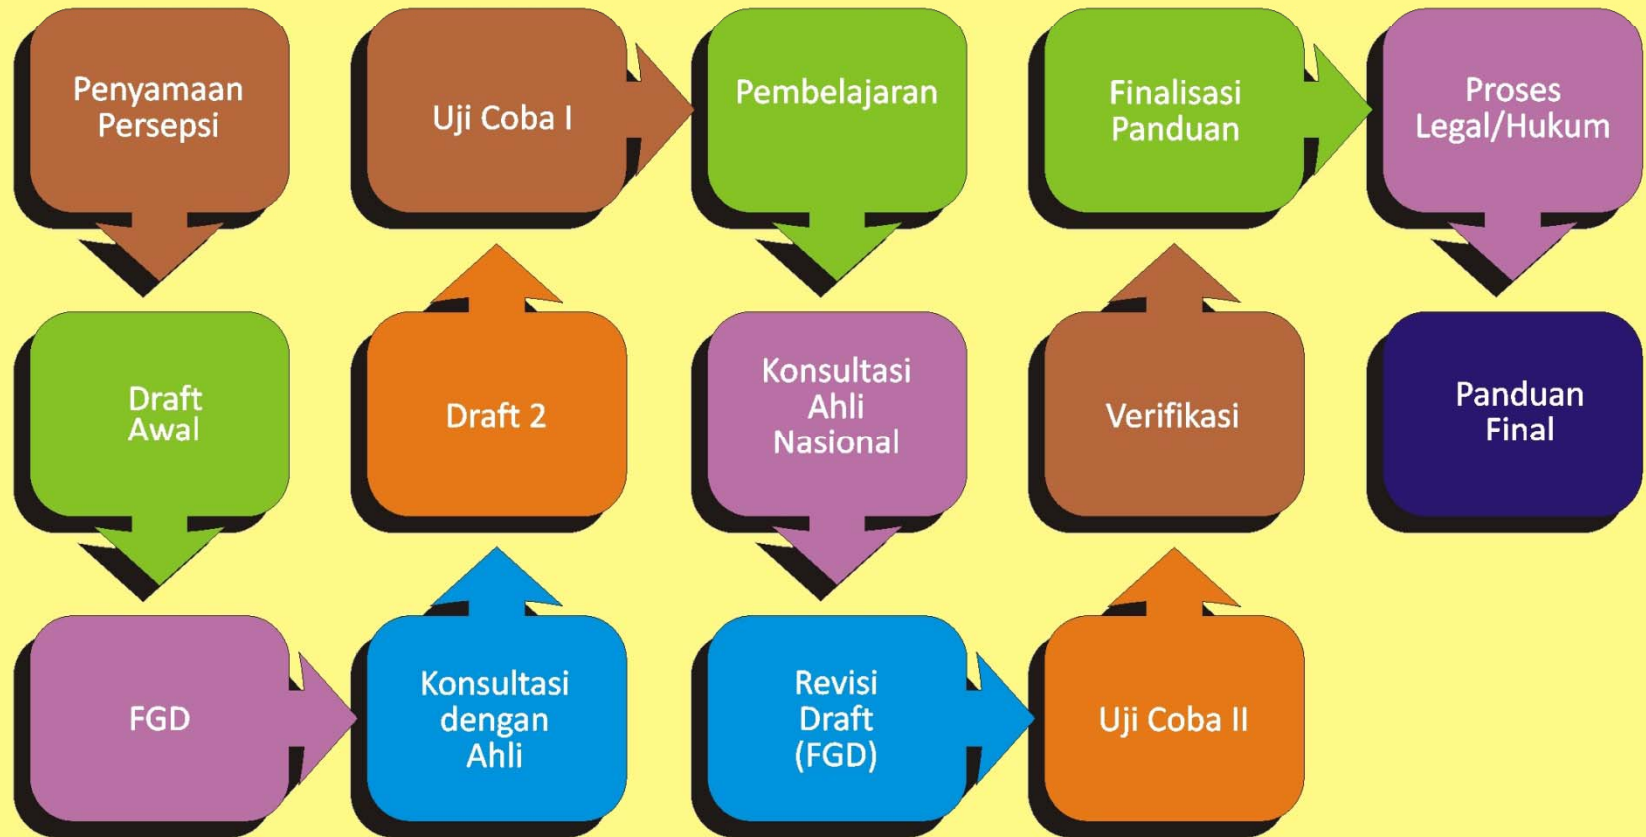 Penyamaan
Persepsi
Draft
Awal
FGD
Konsultasi
dengan
Ahli
Draft 2
Uji Coba I
Pembelajaran
Konsultasi
Ahli
Nasional
Revisi
Draft
(FGD)
Uji Coba II
Verifikasi
Finalisasi
Panduan
Proses
Legal/Hukum
Panduan
Final